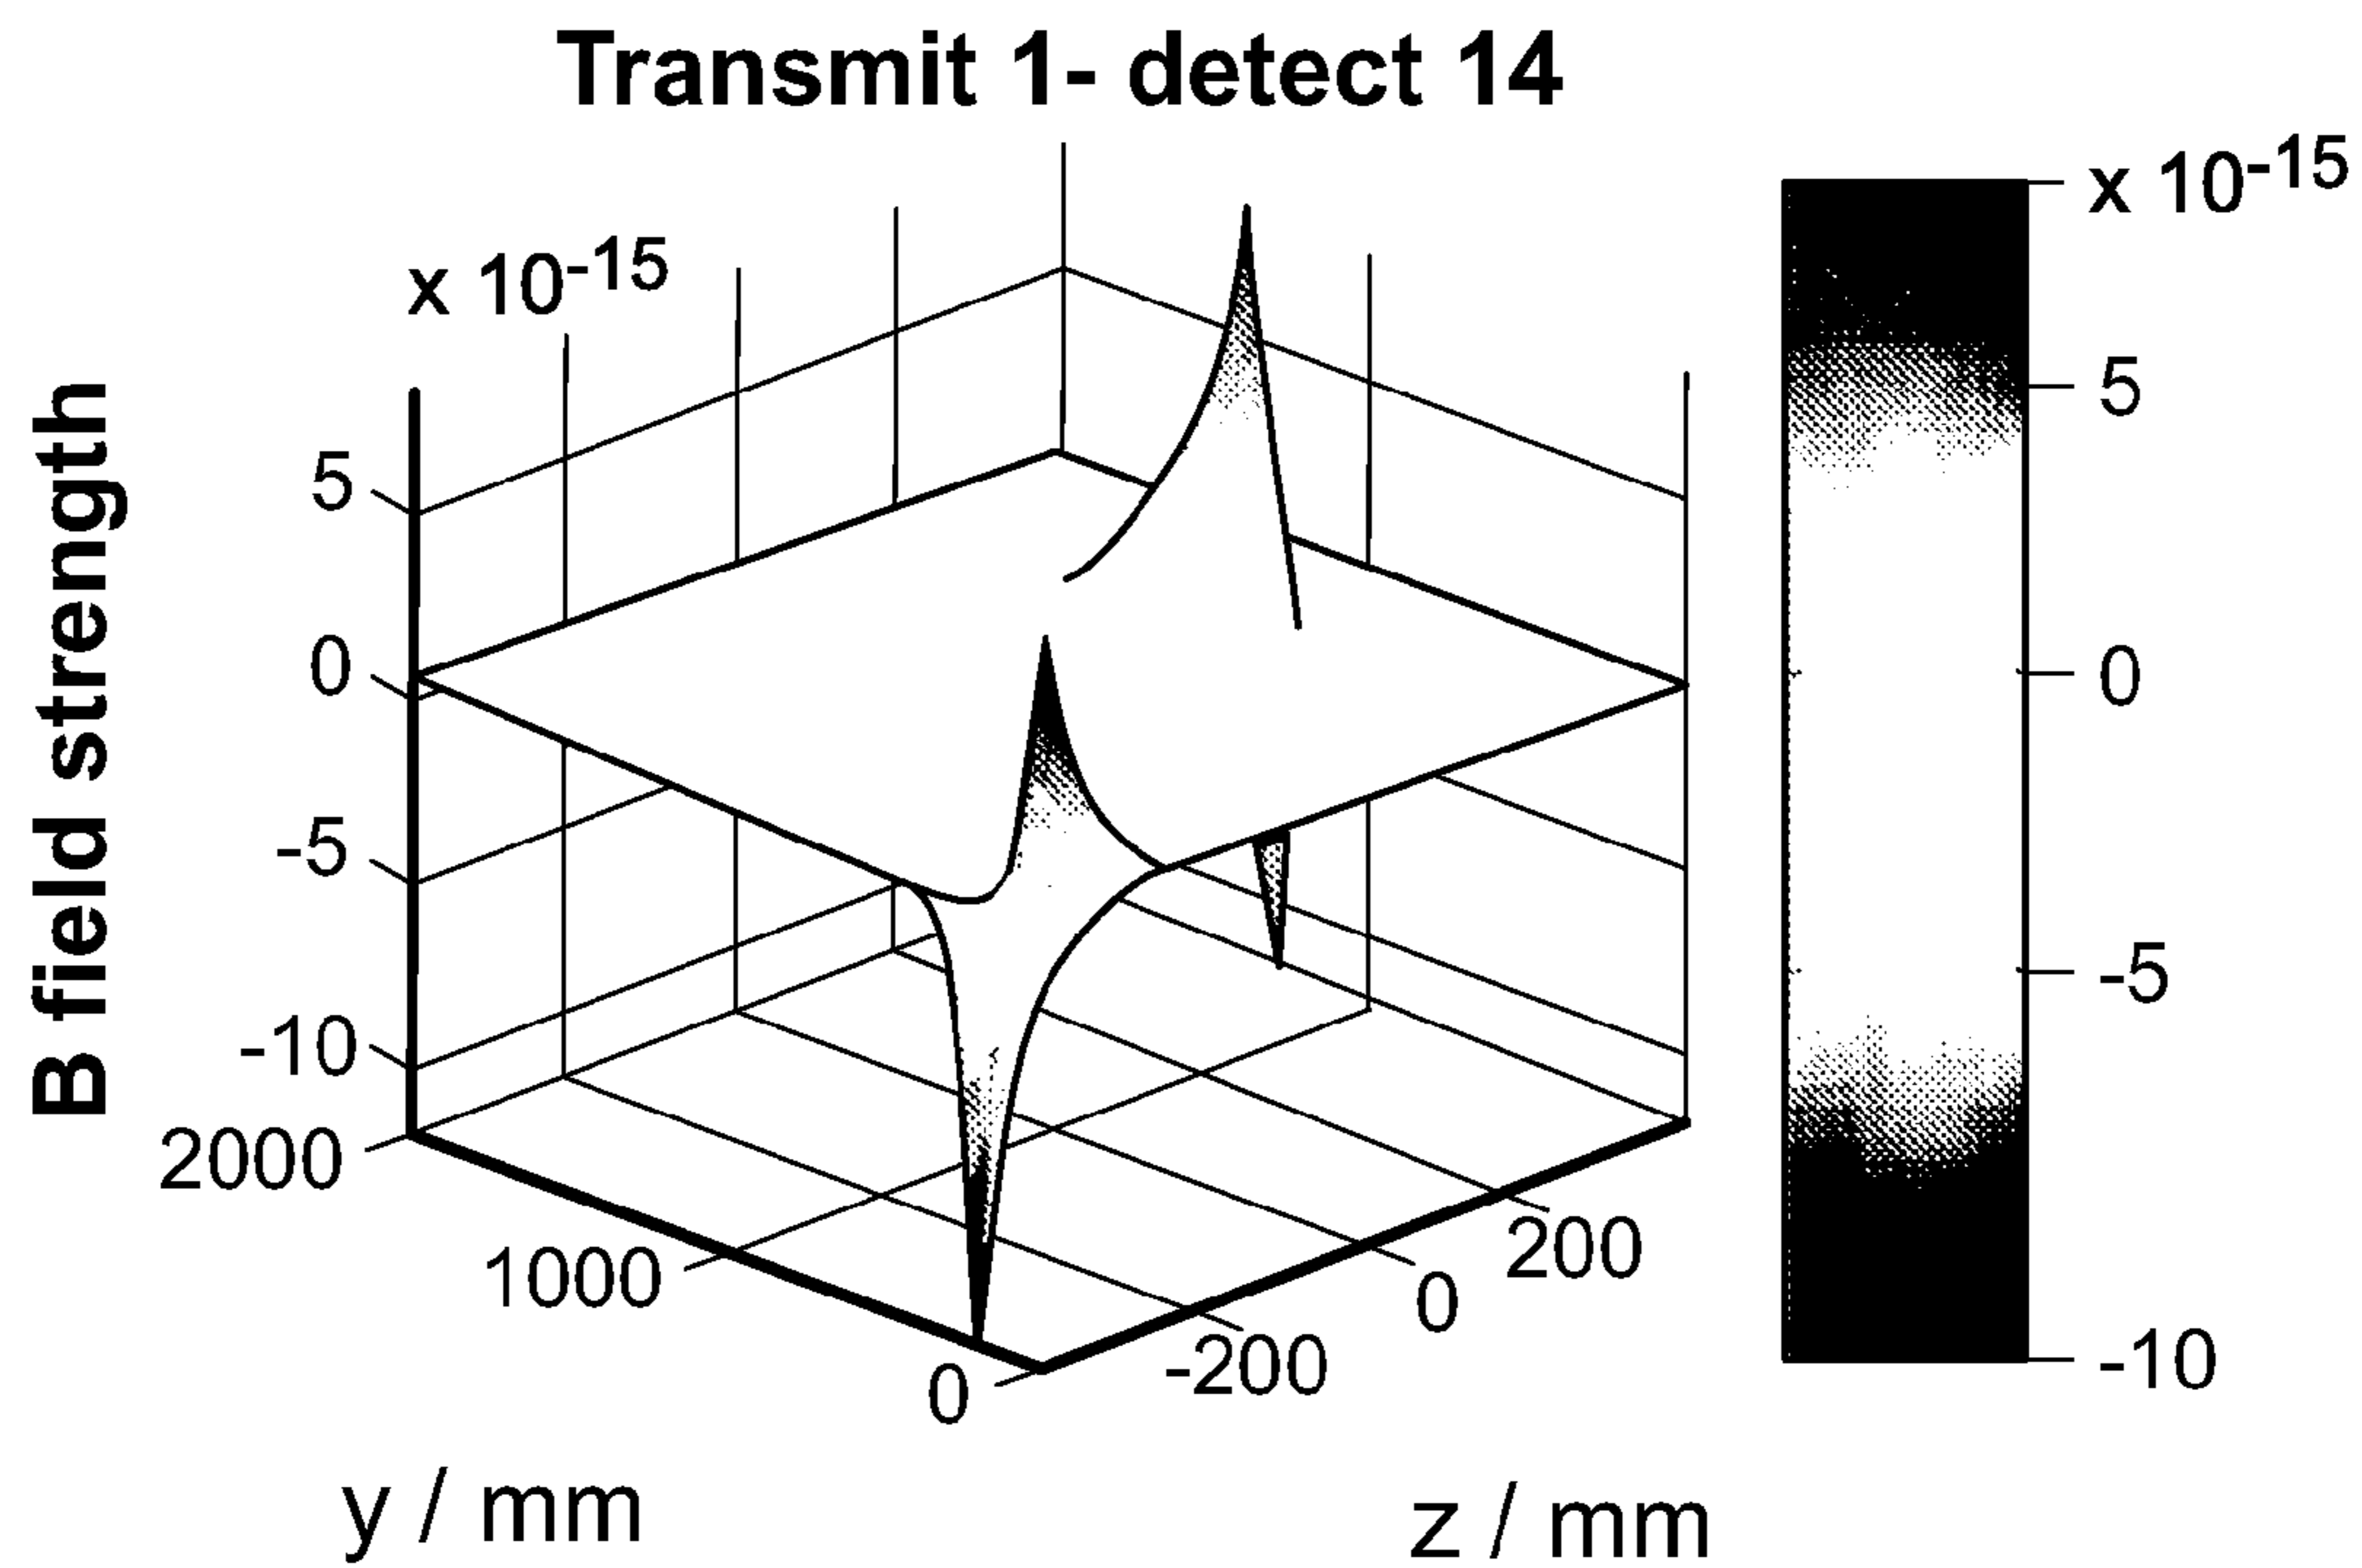 Transmit 1- detect 14
x 10-15
x 10-15
B field strength
5
0
-5
-10
2000
1000
0
-200
0
200
5
0
-5
-10
y / mm
z / mm